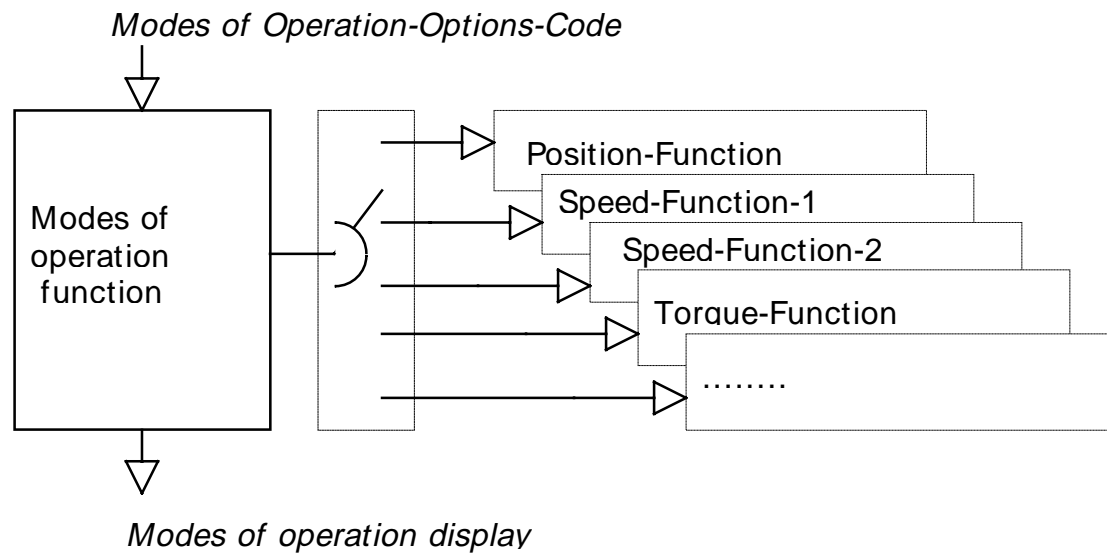 Modes of Operation-Options-Code
Modes of
operation
function
Position-Function
Speed-Function-1
Speed-Function-2
Torque-Function
........
Modes of operation display